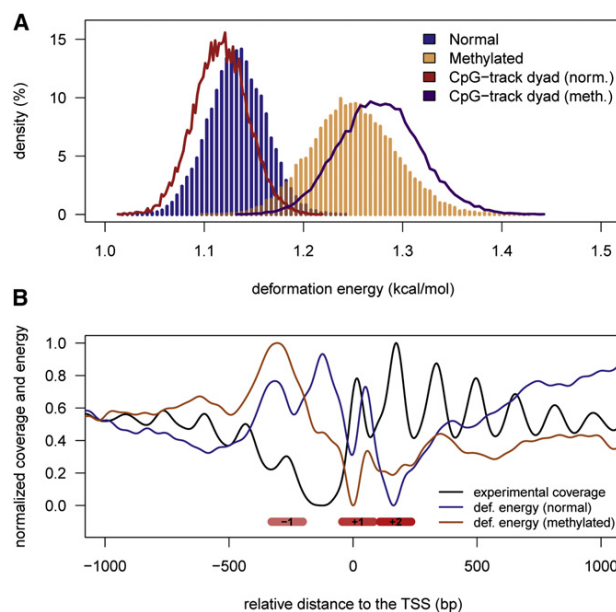 A
15
10
5
0
density (%)
Normal
Methylated
CpG-track dyad (norm.)
CpG-track dyad (meth.)
1.0 1.1 1.2 1.3 1.4 1.5
deformation energy (kcal/mol)
B
1.0
0.8
0.6
0.4
0.2
0.0
normalized coverage and energy
experimental coverage
def. energy (normal)
def. energy (methylated)
−1 +1 +2
−1000 −500 0 500 1000
relative distance to the TSS (bp)